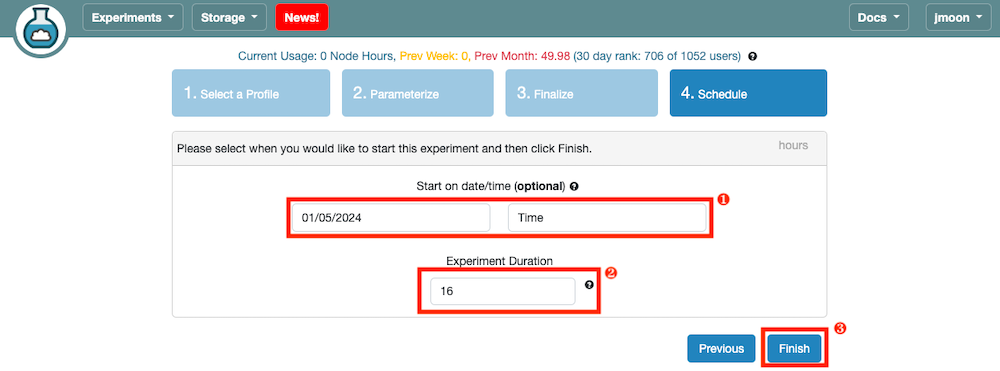 Experiments Storage News! Docs jmoon
Current Usage: 0 Node Hours, Prev Week: 0, Prev Month: 49.98 (30 day rank: 706 of 1052 users) ?
1. Select a Profile 2. Parameterize 3. Finalize 4. Schedule
Please select when you would like to start this experiment and then click Finish. hours
Start on date/time (optional) ?
1
01/05/2024 Time
Experiment Duration
2
16 ?
3
Previous Finish